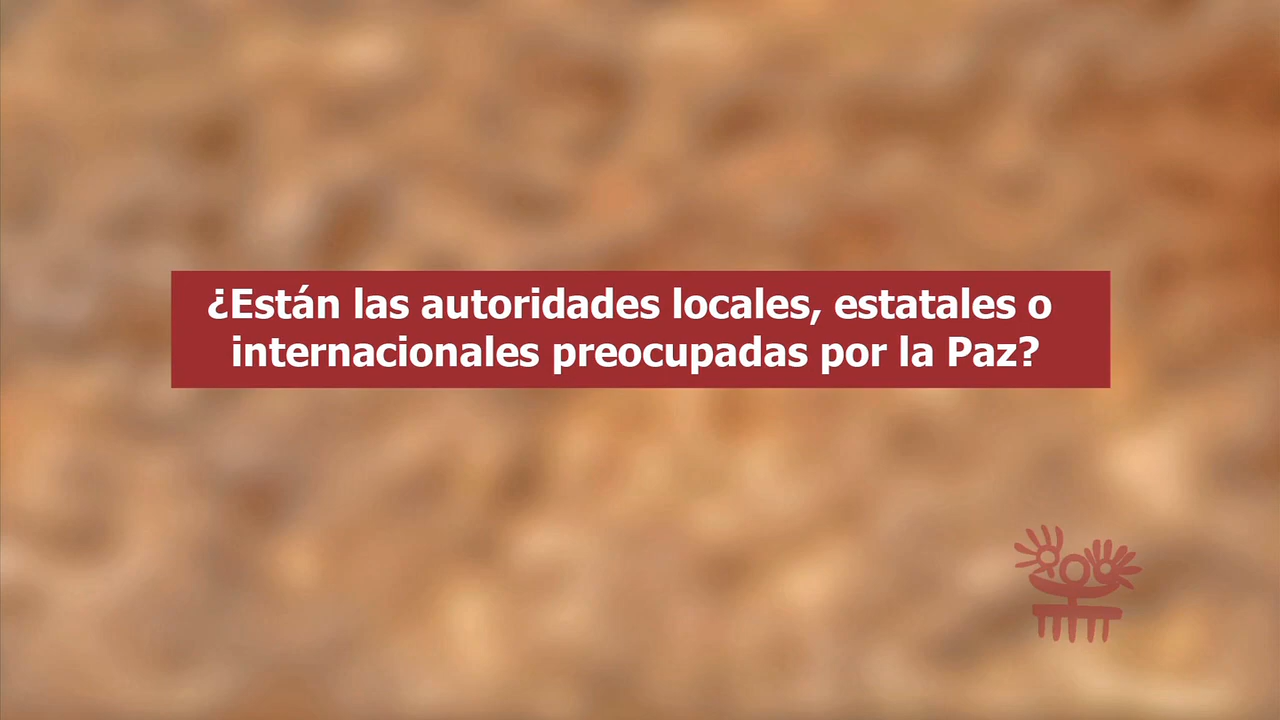 ¿Están las autoridades locales, estatales o
internacionales preocupadas por la Paz?